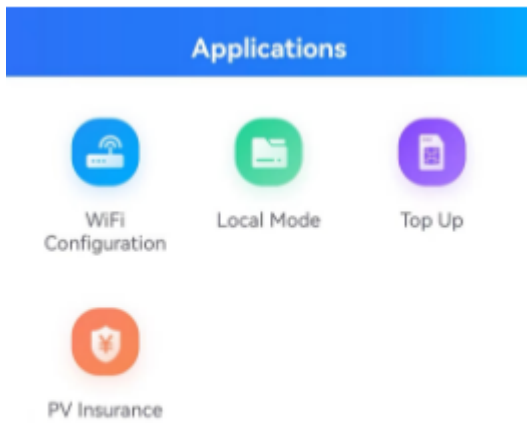 Applications
WiFi
Configuration
Local Mode
Top Up
PV Insurance